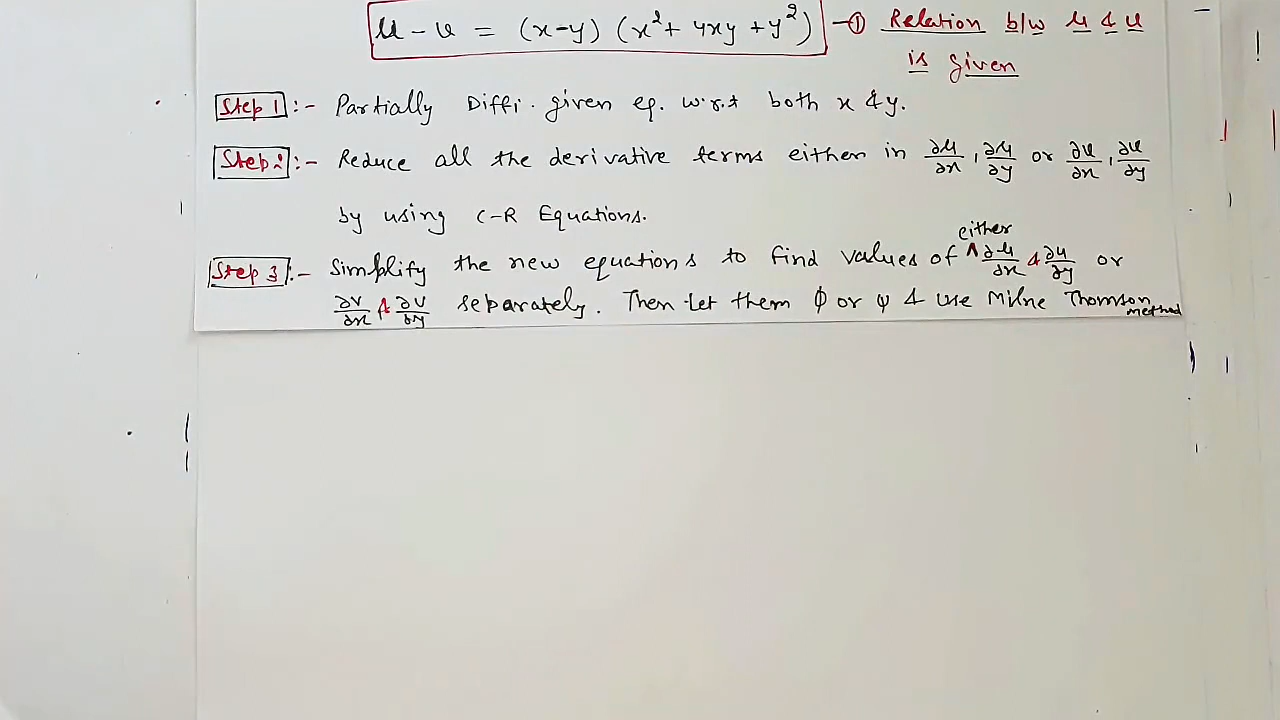 u - v = (x-y) (x² + 4xy + y²) —① Relation b/w u & v
is given
Step 1 :- Partially Diffi. given eq. w.r.t both x & y.
Step 2 :- Reduce all the derivative terms either in ∂u/∂x, ∂u/∂y or ∂v/∂x, ∂v/∂y
by using C-R Equations.
either
Step 3 :- Simplify the new equations to find values of ∧ ∂u/∂x & ∂u/∂y or
∂v/∂x & ∂v/∂y separately. Then let them ϕ or ψ & use Milne Thomson
method